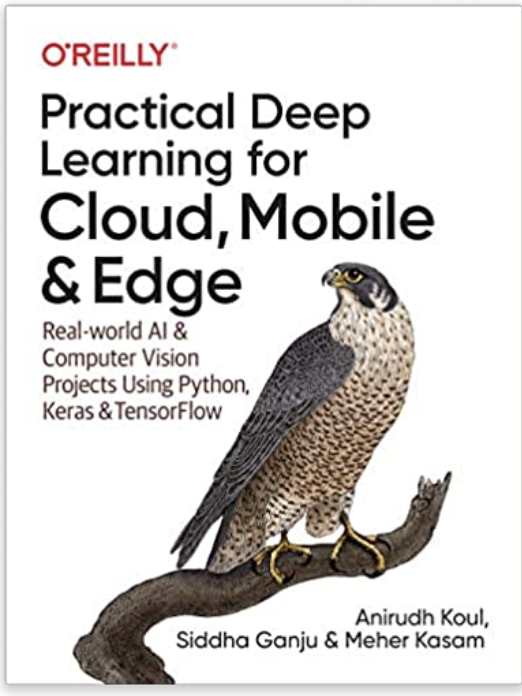 O'REILLY®
Practical Deep
Learning for
Cloud, Mobile
& Edge
Real-world AI &
Computer Vision
Projects Using Python,
Keras & TensorFlow
Anirudh Koul,
Siddha Ganju & Meher Kasam